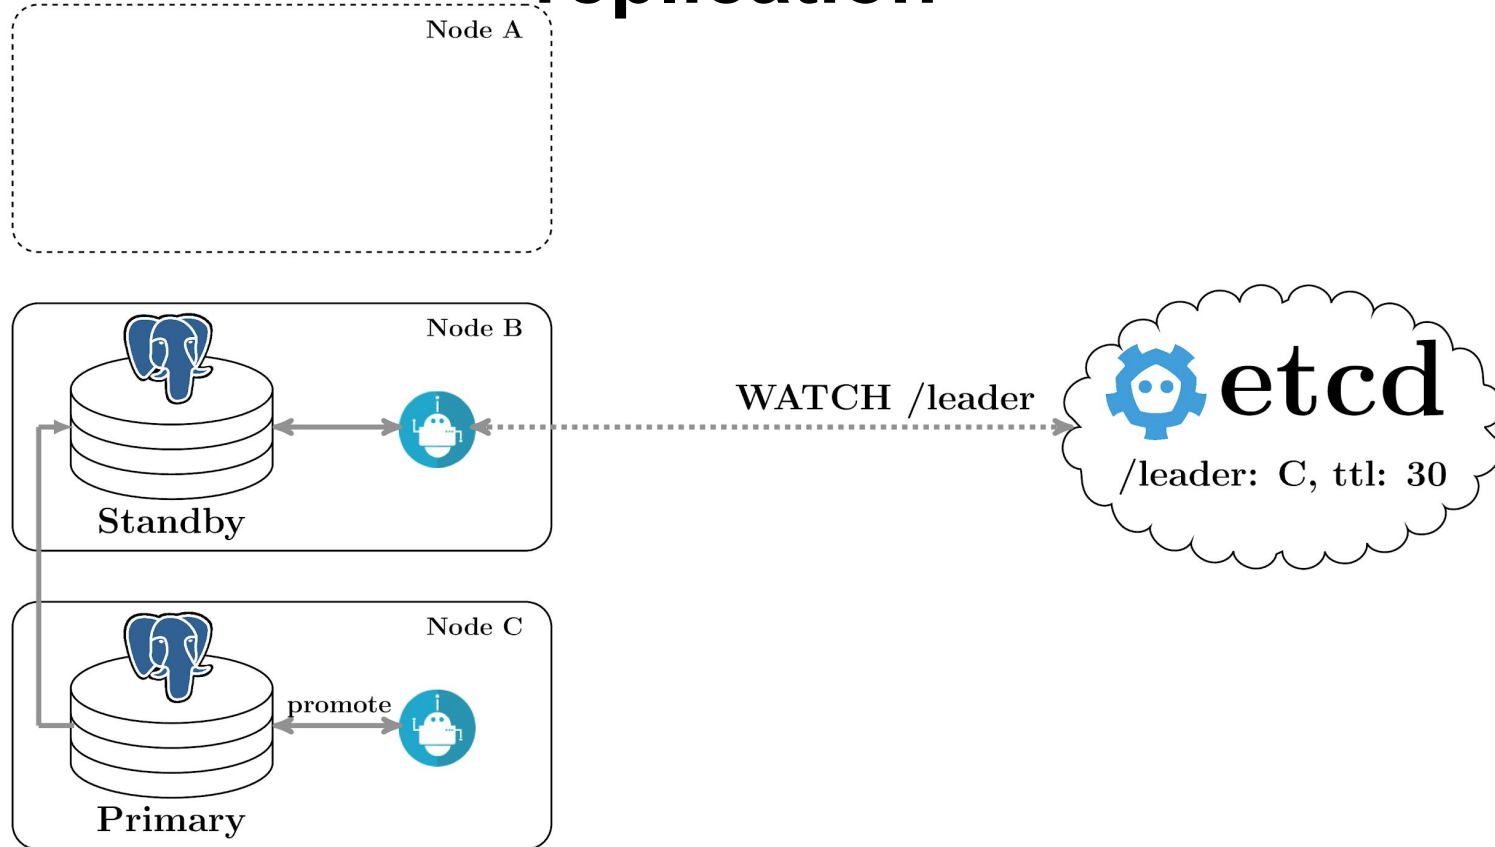 Node A
Node B
WATCH /leader
etcd
/leader: C, ttl: 30
Standby
Node C
promote
Primary